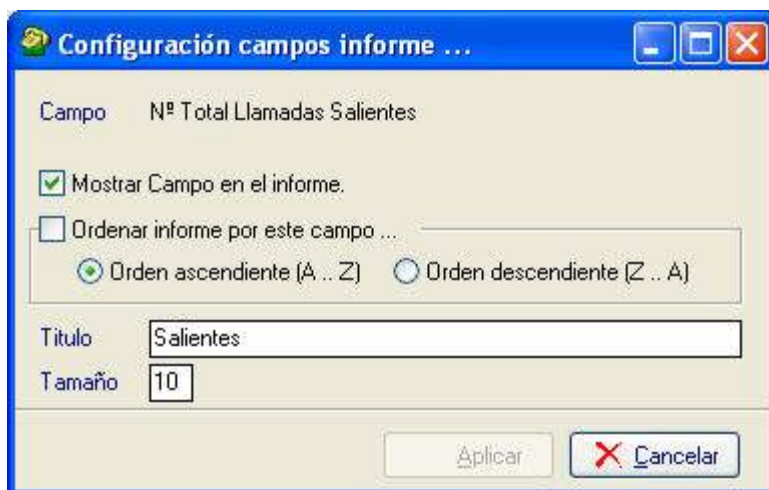 Configuración campos informe ...
Campo Nº Total Llamadas Salientes
Mostrar Campo en el informe.
Ordenar informe por este campo ...
Orden ascendiente (A .. Z) Orden descendiente (Z .. A)
Titulo Salientes
Tamaño 10
Aplicar Cancelar